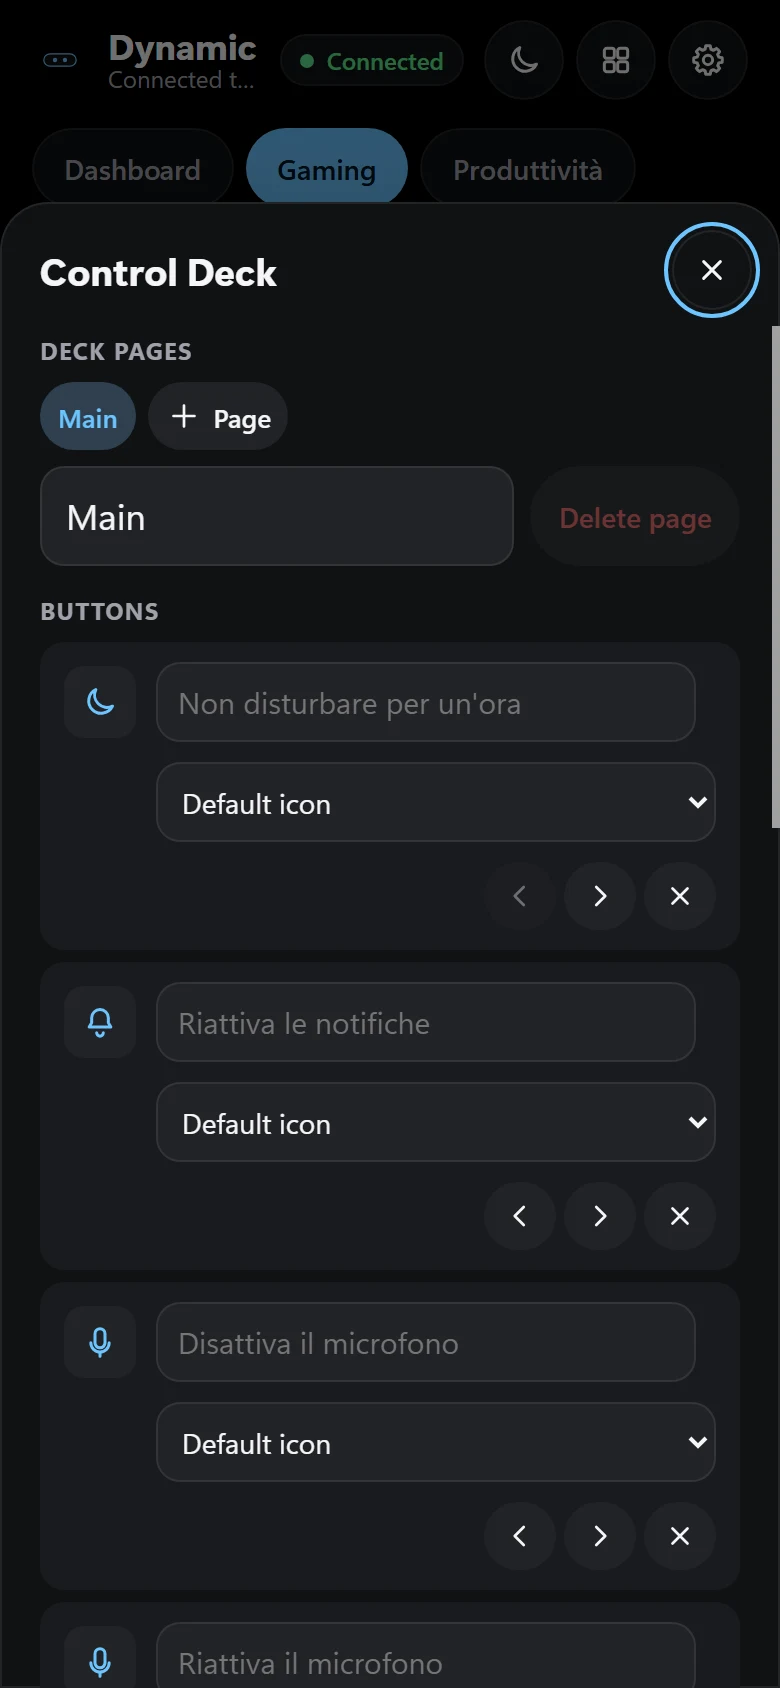 Dynamic
Connected t...
Connected
Dashboard
Gaming
Produttività
Control Deck
DECK PAGES
Main
Page
Main
Delete page
BUTTONS
Non disturbare per un'ora
Default icon
Riattiva le notifiche
Default icon
Disattiva il microfono
Default icon
Riattiva il microfono